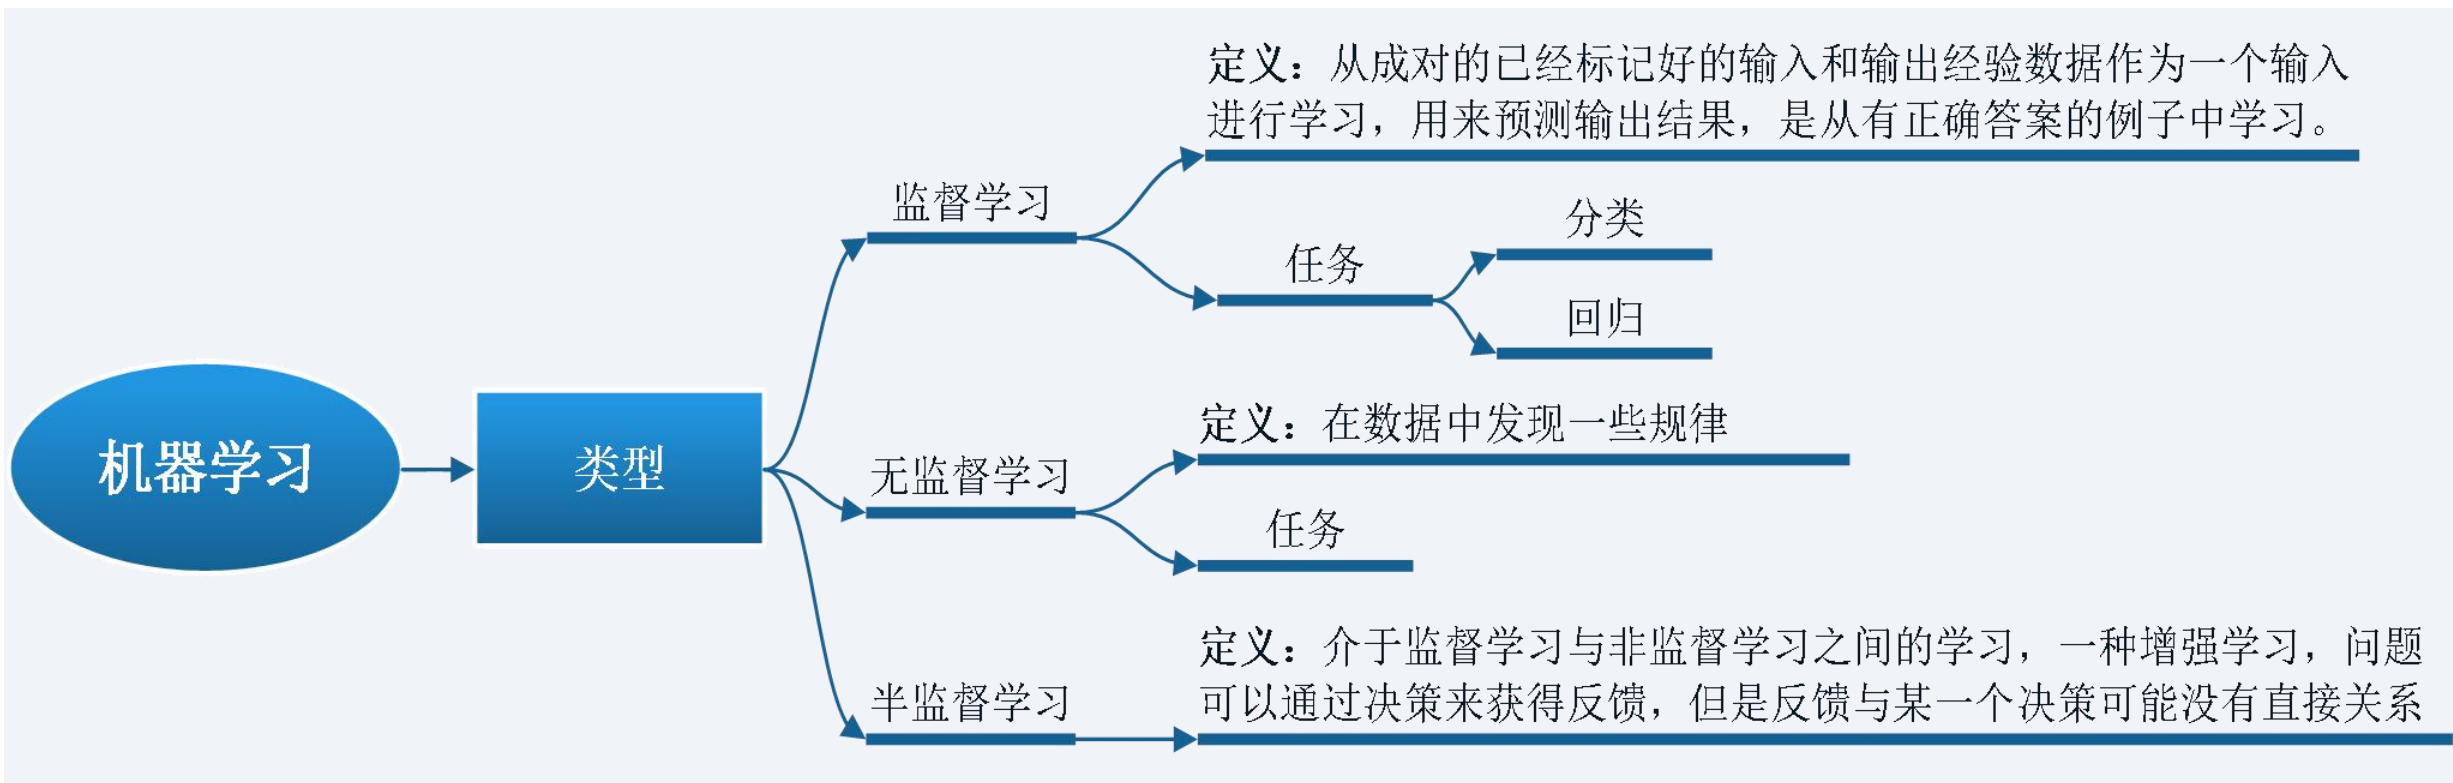 机器学习
类型
监督学习
定义：从成对的已经标记好的输入和输出经验数据作为一个输入
进行学习，用来预测输出结果，是从有正确答案的例子中学习。
任务
分类
回归
无监督学习
定义：在数据中发现一些规律
任务
半监督学习
定义：介于监督学习与非监督学习之间的学习，一种增强学习，问题
可以通过决策来获得反馈，但是反馈与某一个决策可能没有直接关系